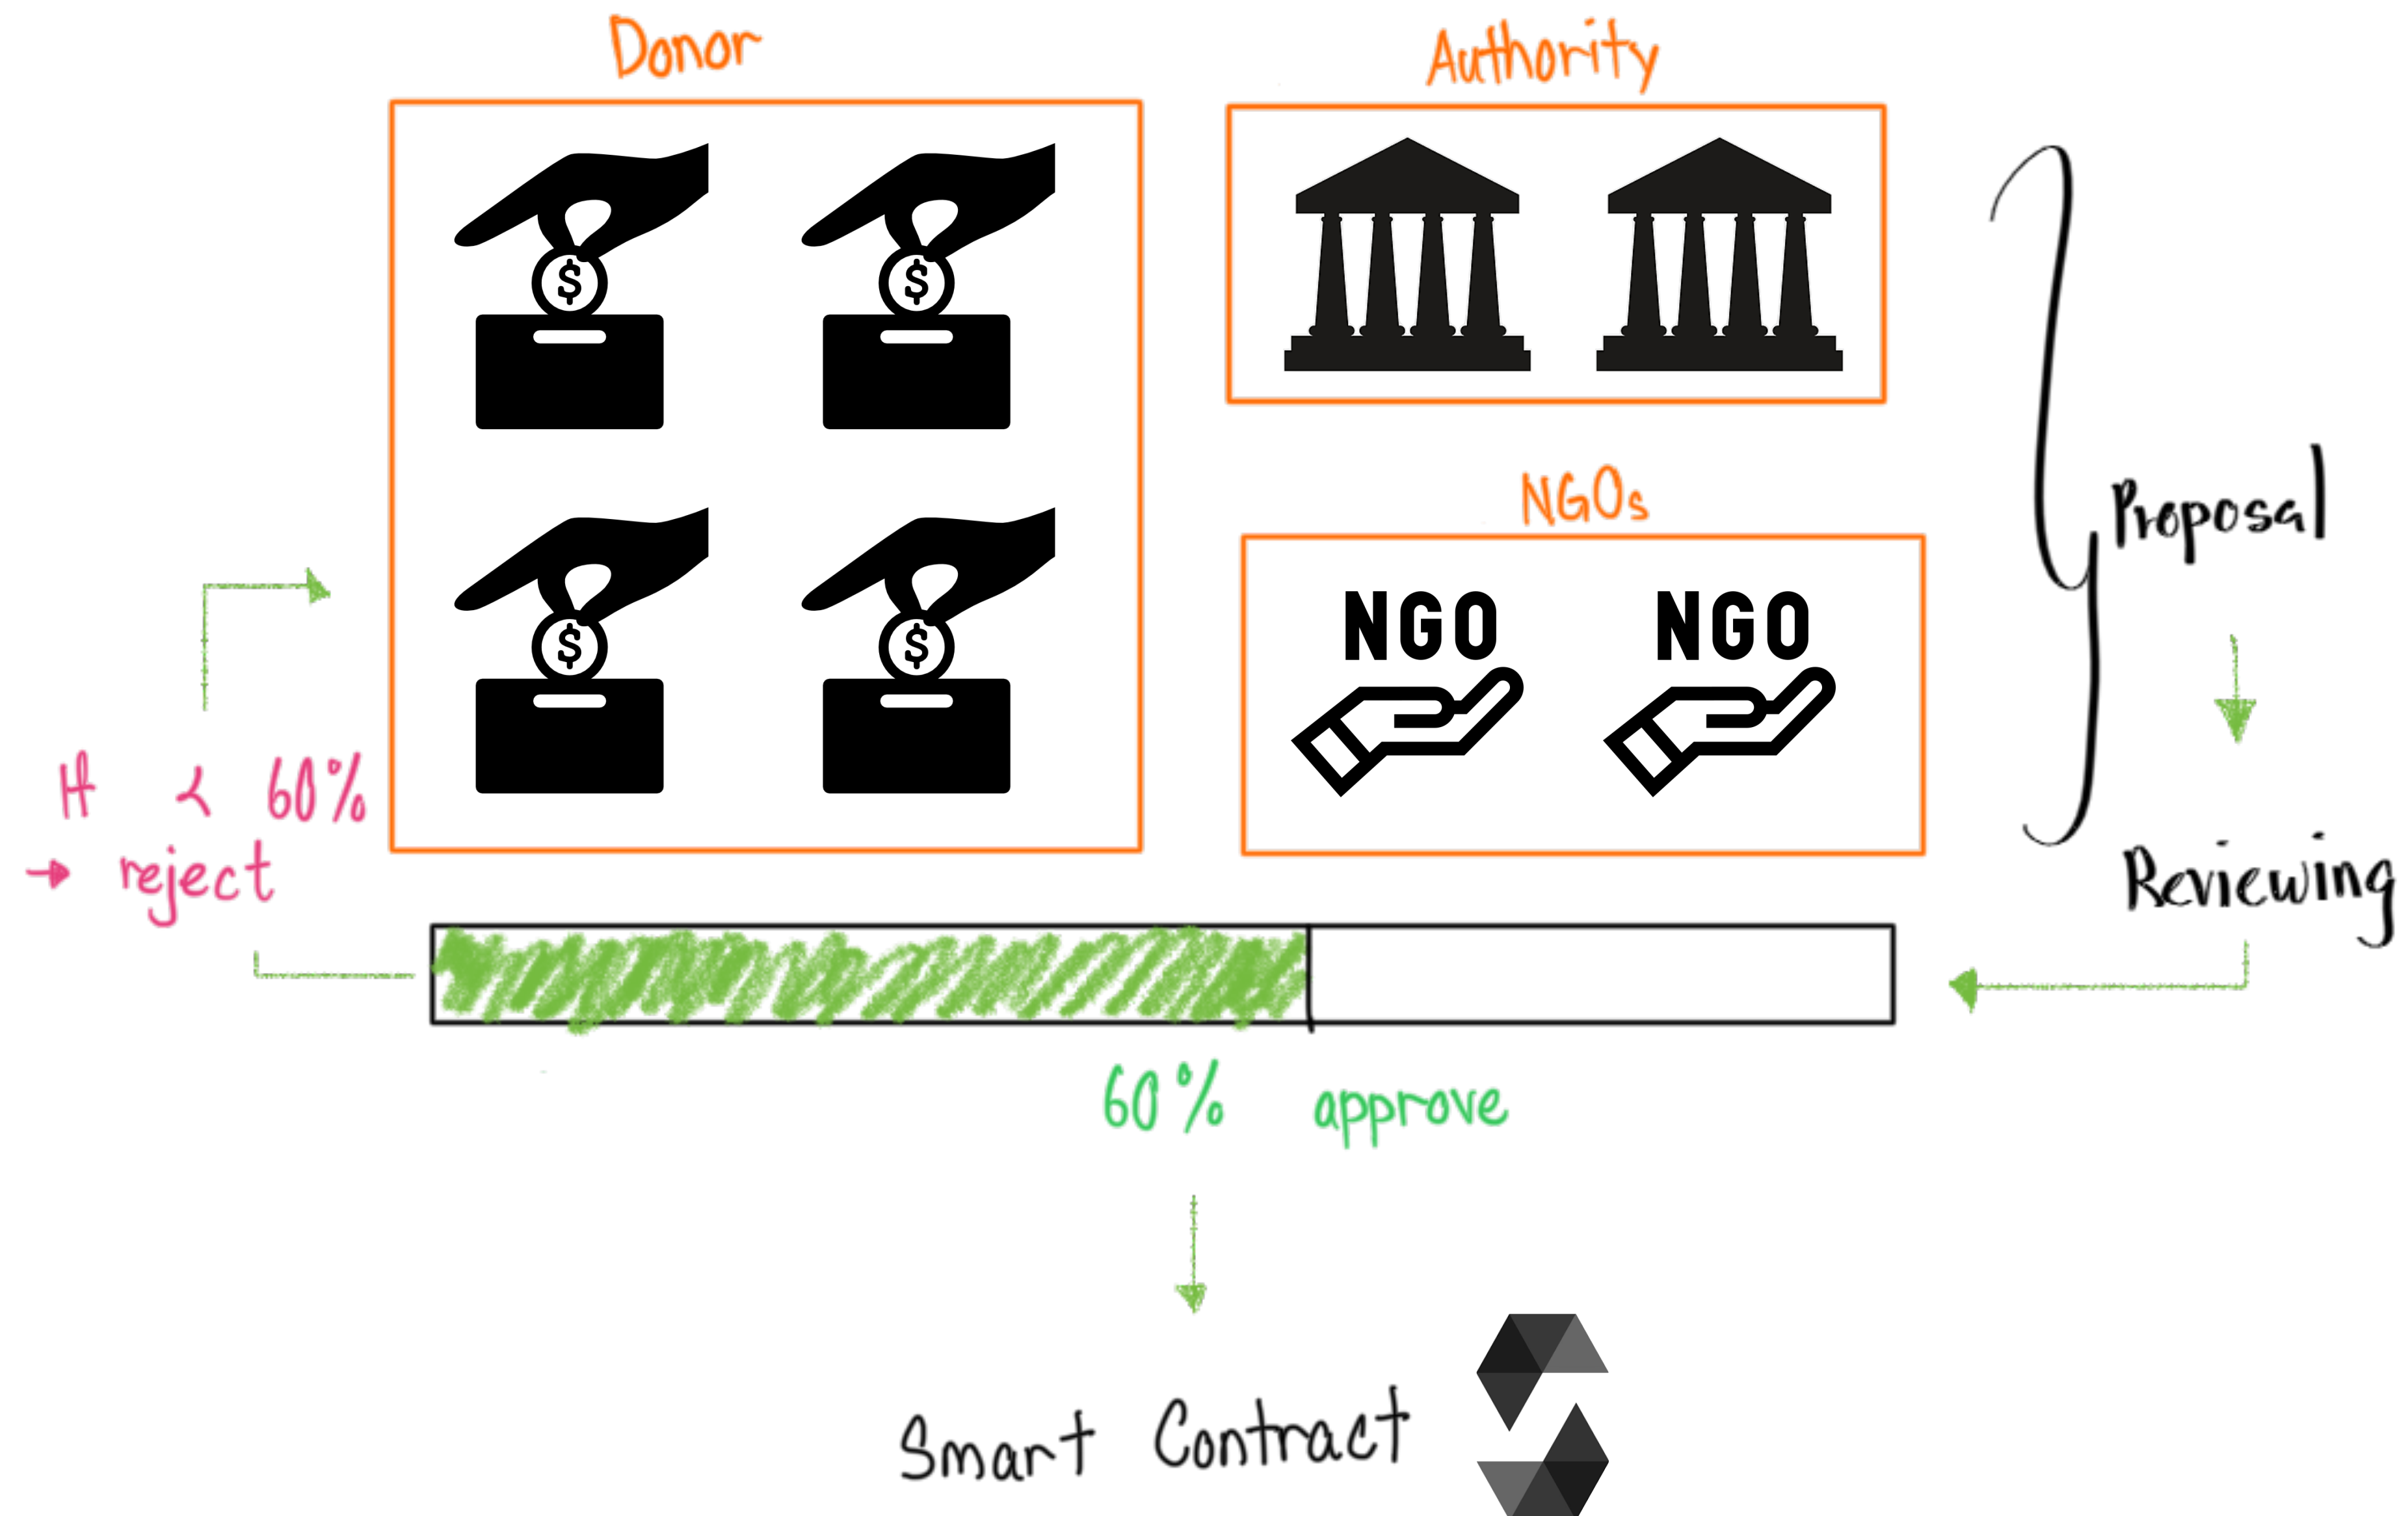 Donor
Authority
$ $
$ $
NGOs
NGO NGO
Proposal
If < 60%
→ reject
Reviewing
60% approve
Smart Contract